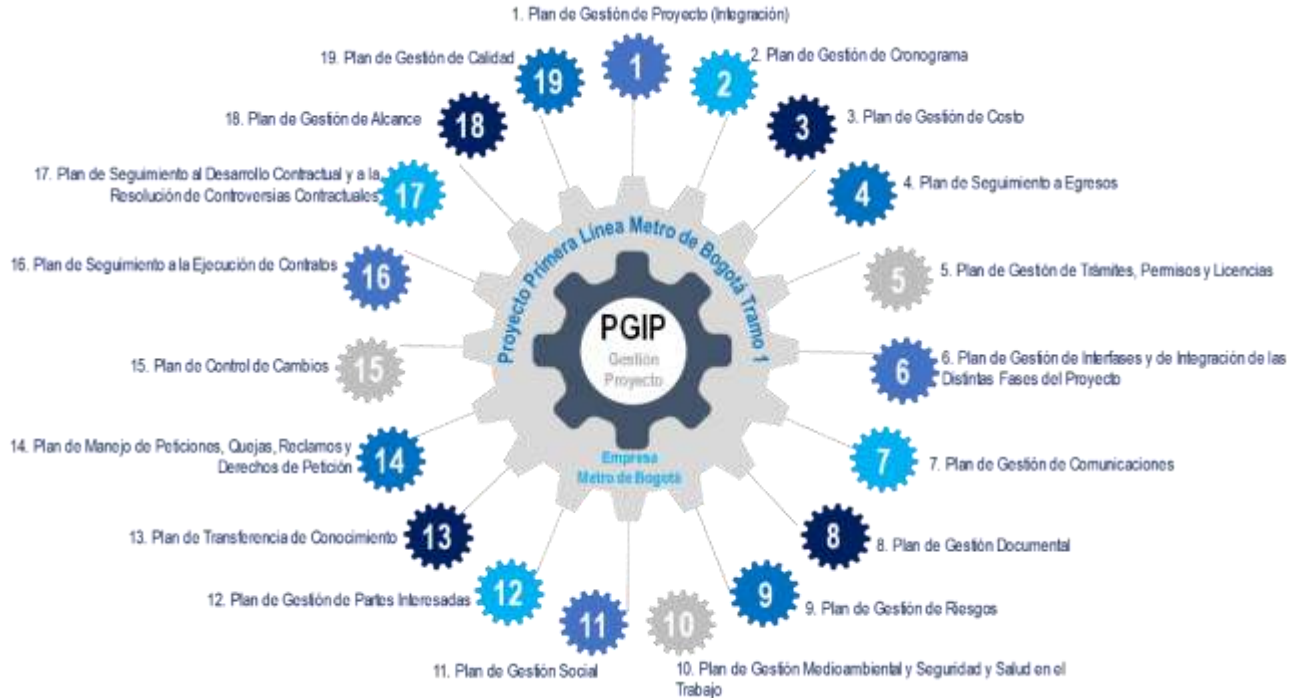 1. Plan de Gestión de Proyecto (Integración)
1
2. Plan de Gestión de Cronograma
2
3. Plan de Gestión de Costo
3
4. Plan de Seguimiento a Egresos
4
5. Plan de Gestión de Trámites, Permisos y Licencias
5
6. Plan de Gestión de Interfases y de Integración de las
Distintas Fases del Proyecto
6
7. Plan de Gestión de Comunicaciones
7
8. Plan de Gestión Documental
8
9. Plan de Gestión de Riesgos
9
10. Plan de Gestión Medioambiental y Seguridad y Salud en el
Trabajo
10
11. Plan de Gestión Social
11
12. Plan de Gestión de Partes Interesadas
12
13. Plan de Transferencia de Conocimiento
13
14. Plan de Manejo de Peticiones, Quejas, Reclamos y
Derechos de Petición
14
15. Plan de Control de Cambios
15
16. Plan de Seguimiento a la Ejecución de Contratos
16
17. Plan de Seguimiento al Desarrollo Contractual y a la
Resolución de Controversias Contractuales
17
18. Plan de Gestión de Alcance
18
19. Plan de Gestión de Calidad
19
Proyecto Primera Línea Metro de Bogotá Tramo 1
PGIP
Gestión
Proyecto
Empresa
Metro de Bogotá